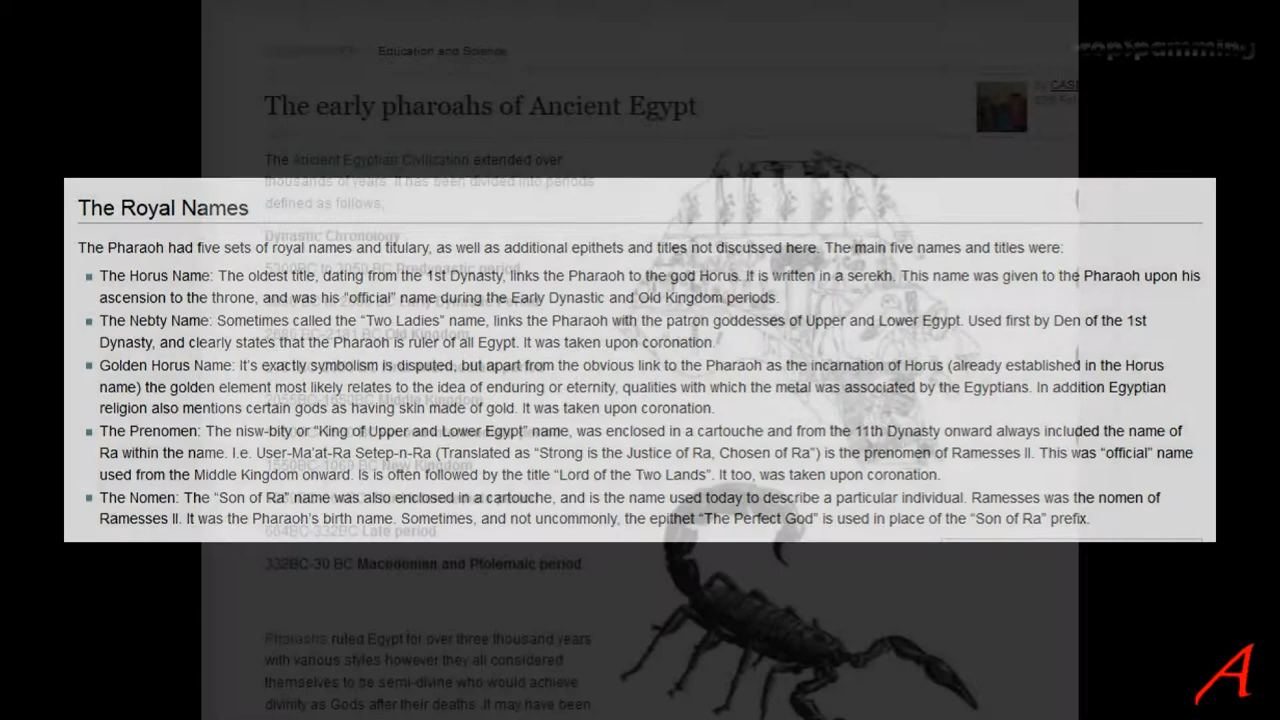 Education and Science
The early pharoahs of Ancient Egypt
by CASE
The Ancient Egyptian Civilization extended over
thousands of years. It has been divided into periods
defined as follows;
The Royal Names
Dynastic Chronology
The Pharaoh had five sets of royal names and titulary, as well as additional epithets and titles not discussed here. The main five names and titles were:
The Horus Name: The oldest title, dating from the 1st Dynasty, links the Pharaoh to the god Horus. It is written in a serekh. This name was given to the Pharaoh upon his
ascension to the throne, and was his “official” name during the Early Dynastic and Old Kingdom periods.
The Nebty Name: Sometimes called the “Two Ladies” name, links the Pharaoh with the patron goddesses of Upper and Lower Egypt. Used first by Den of the 1st
Dynasty, and clearly states that the Pharaoh is ruler of all Egypt. It was taken upon coronation.
Golden Horus Name: It’s exactly symbolism is disputed, but apart from the obvious link to the Pharaoh as the incarnation of Horus (already established in the Horus
name) the golden element most likely relates to the idea of enduring or eternity, qualities with which the metal was associated by the Egyptians. In addition Egyptian
religion also mentions certain gods as having skin made of gold. It was taken upon coronation.
The Prenomen: The nisw-bity or “King of Upper and Lower Egypt” name, was enclosed in a cartouche and from the 11th Dynasty onward always included the name of
Ra within the name. I.e. User-Ma’at-Ra Setep-n-Ra (Translated as “Strong is the Justice of Ra, Chosen of Ra”) is the prenomen of Ramesses II. This was “official” name
used from the Middle Kingdom onward. Is is often followed by the title “Lord of the Two Lands”. It too, was taken upon coronation.
The Nomen: The “Son of Ra” name was also enclosed in a cartouche, and is the name used today to describe a particular individual. Ramesses was the nomen of
Ramesses II. It was the Pharaoh’s birth name. Sometimes, and not uncommonly, the epithet “The Perfect God” is used in place of the “Son of Ra” prefix.
664BC-332BC Late period
332BC-30 BC Macedonian and Ptolemaic period
Pharaohs ruled Egypt for over three thousand years
with various styles however they all considered
themselves to be semi-divine who would achieve
divinity as Gods after their deaths. It may have been
A